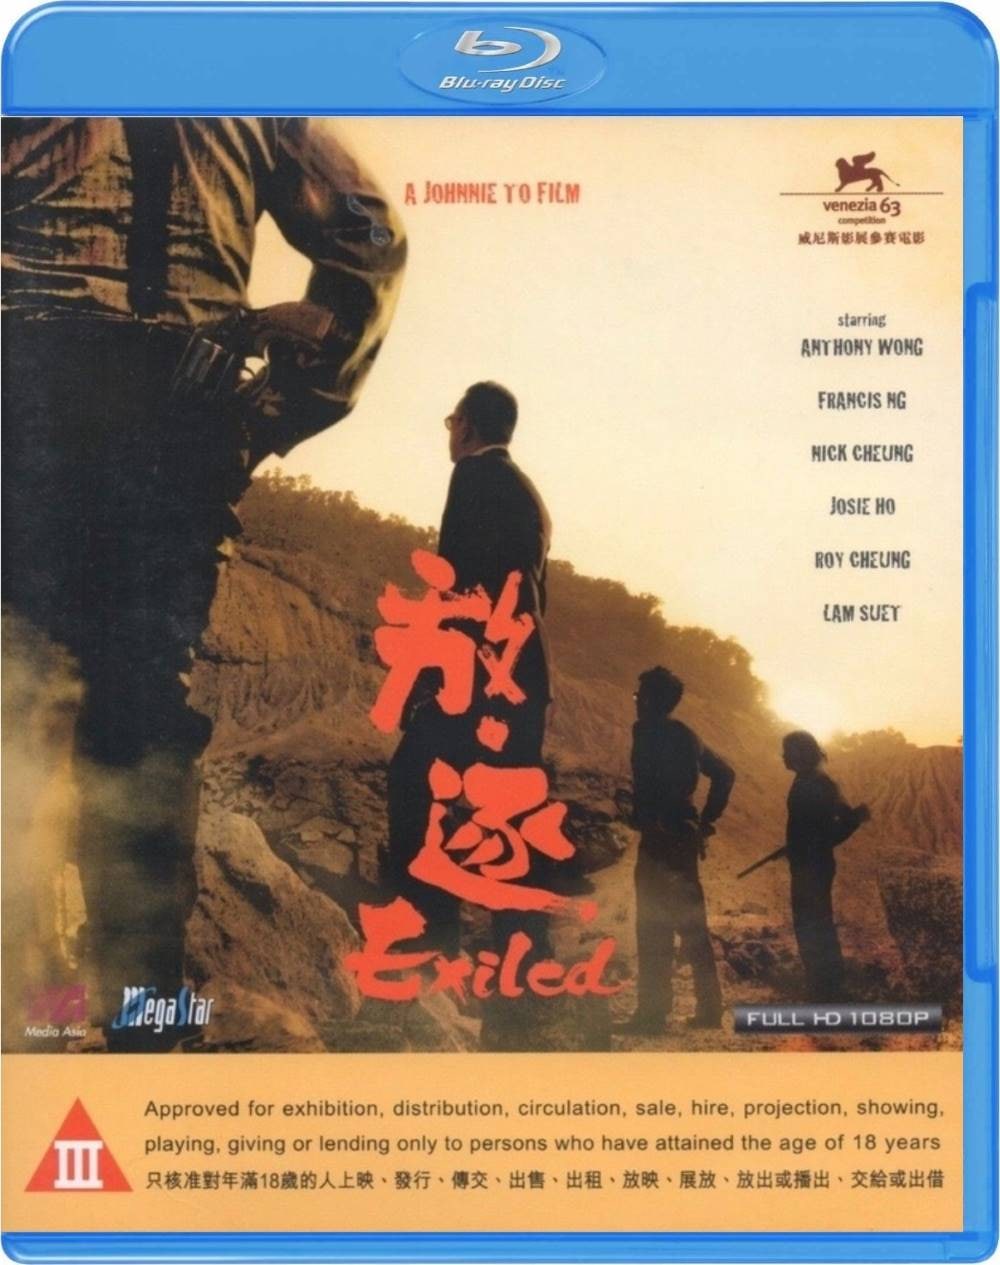 Blu-ray Disc
A JOHNNIE TO FILM
venezia 63
competition
威尼斯影展參賽電影
starring
ANTHONY WONG
FRANCIS NG
NICK CHEUNG
JOSIE HO
ROY CHEUNG
LAM SUET
放·逐
Exiled
Media Asia
MegaStar
FULL HD 1080P
III
Approved for exhibition, distribution, circulation, sale, hire, projection, showing,
playing, giving or lending only to persons who have attained the age of 18 years
只核准對年滿18歲的人上映、發行、傳交、出售、出租、放映、展放、放出或播出、交給或出借